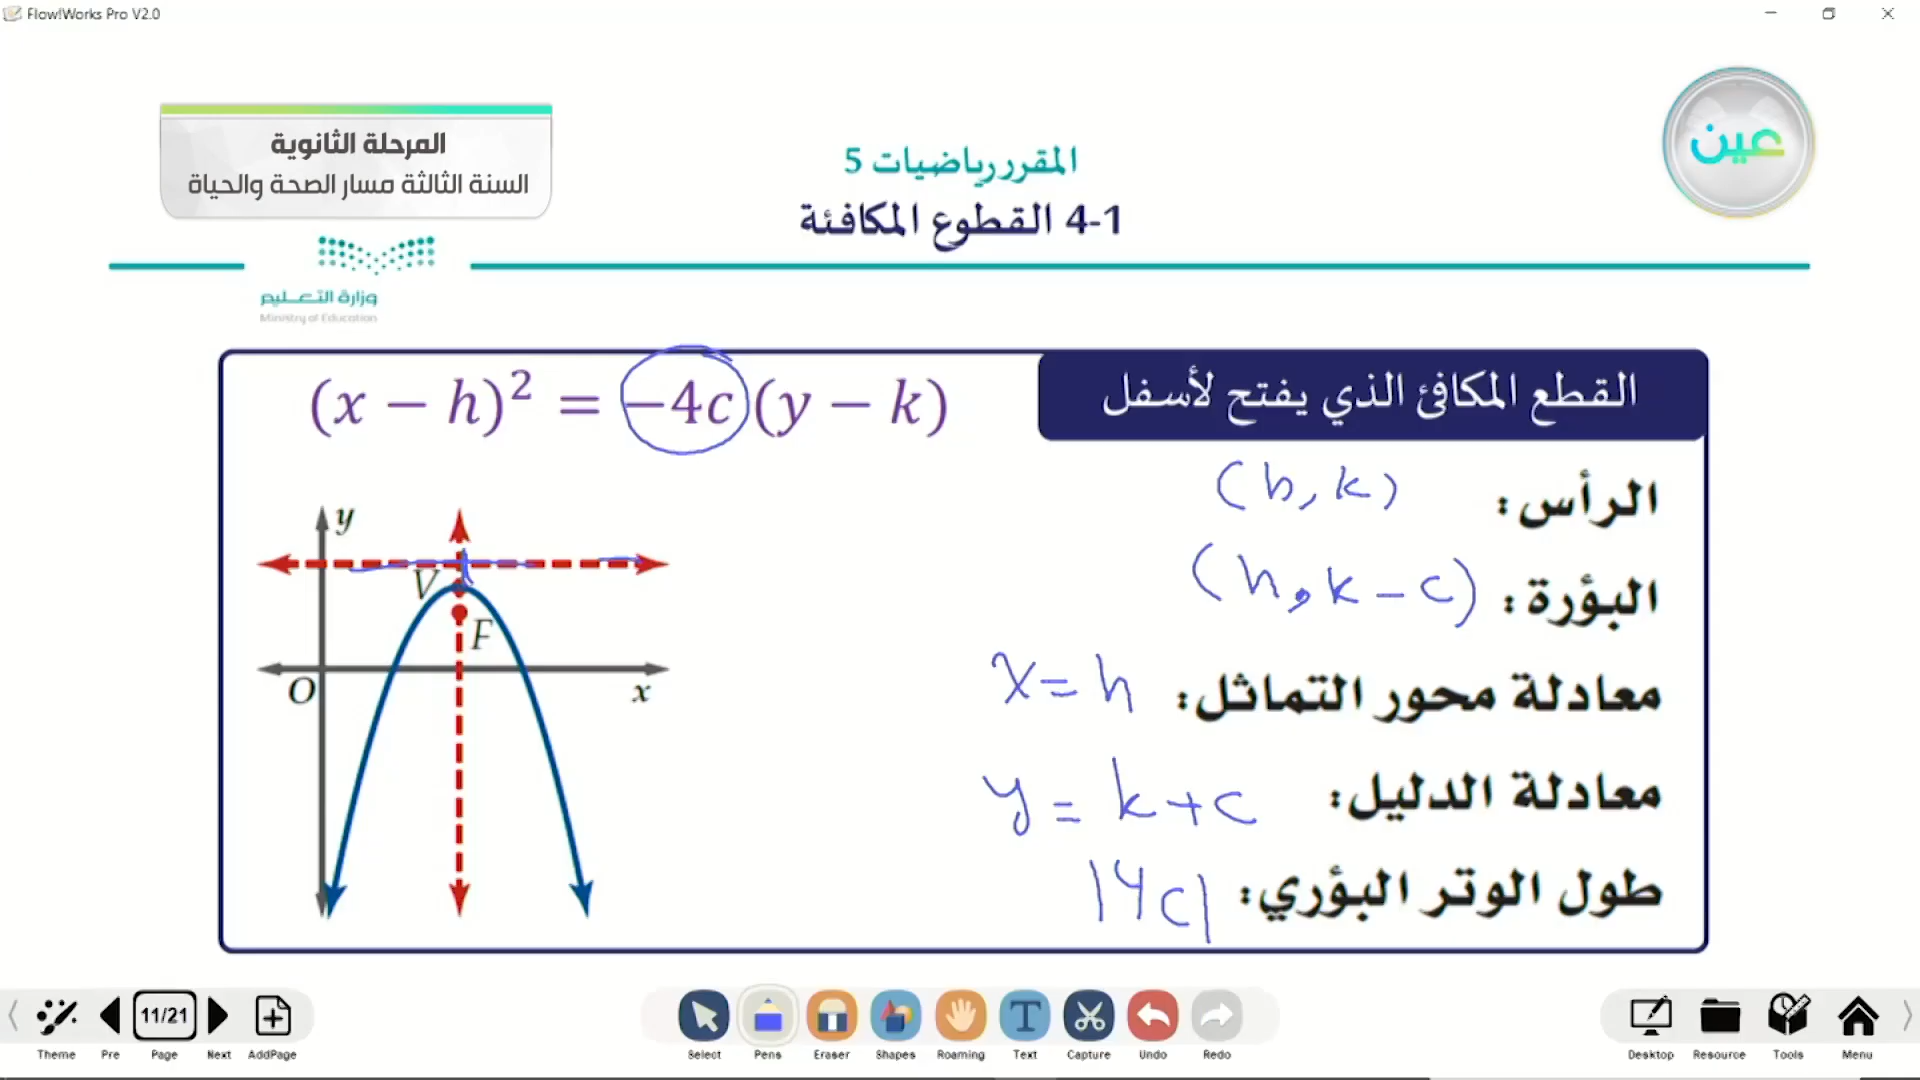 FlowWorks Pro V2.0
المرحلة الثانوية
السنة الثالثة مسار الصحة والحياة
المقرر رياضيات 5
4-1 القطوع المكافئة
عين
وزارة التعليم
Ministry of Education
القطع المكافئ الذي يفتح لأسفل
(x − h)² = −4c(y − k)
الرأس: (h, k)
البؤرة: (h, k − c)
معادلة محور التماثل: x = h
معادلة الدليل: y = k + c
طول الوتر البؤري: |4c|
y
V
F
O
x
11/21
Theme Pre Page Next AddPage
Select Pens Eraser Shapes Roaming Text Capture Undo Redo
Desktop Resource Tools Menu